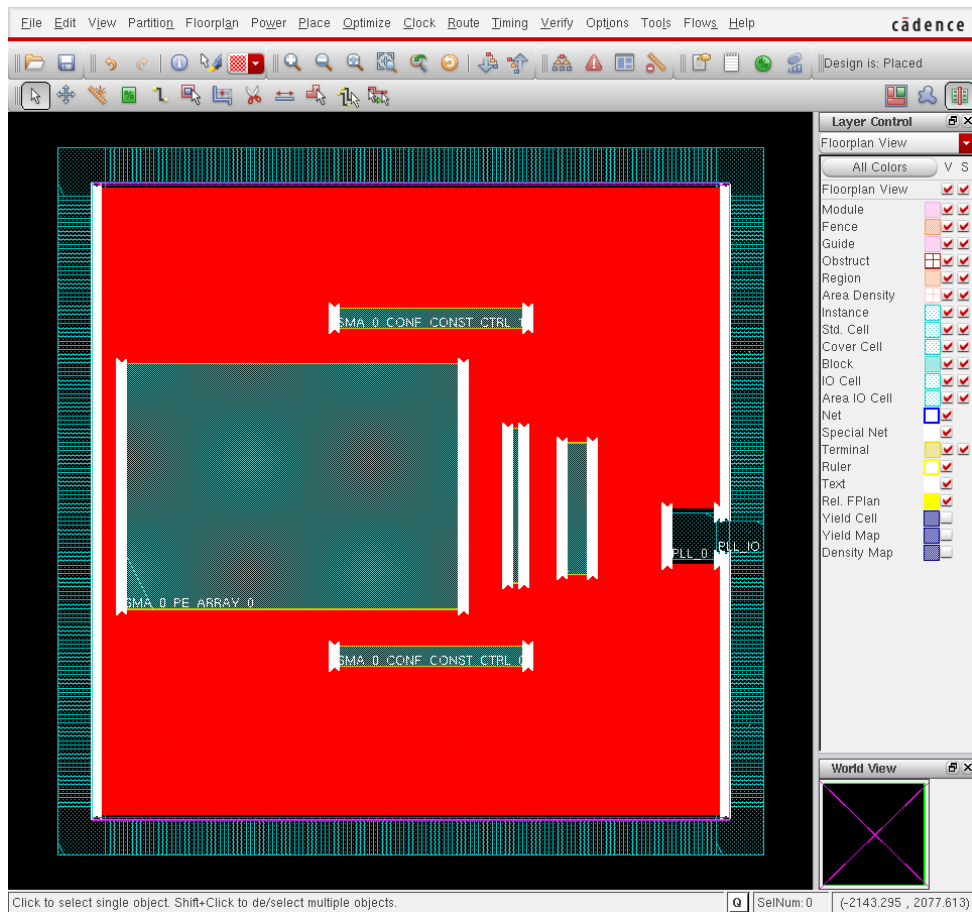 File Edit View Partition Floorplan Power Place Optimize Clock Route Timing Verify Options Tools Flows Help cādence
Design is: Placed
Layer Control
Floorplan View
All Colors V S
Floorplan View
Module
Fence
Guide
Obstruct
Region
Area Density
Instance
Std. Cell
Cover Cell
Block
IO Cell
Area IO Cell
Net
Special Net
Terminal
Ruler
Text
Rel. FPlan
Yield Cell
Yield Map
Density Map
SMA_0_CONF_CONST_CTRL_1
PLL_0 PLL_IO
SMA_0_PE_ARRAY_0
SMA_0_CONF_CONST_CTRL_0
World View
Click to select single object. Shift+Click to de/select multiple objects. Q SelNum: 0 (-2143.295 , 2077.613)